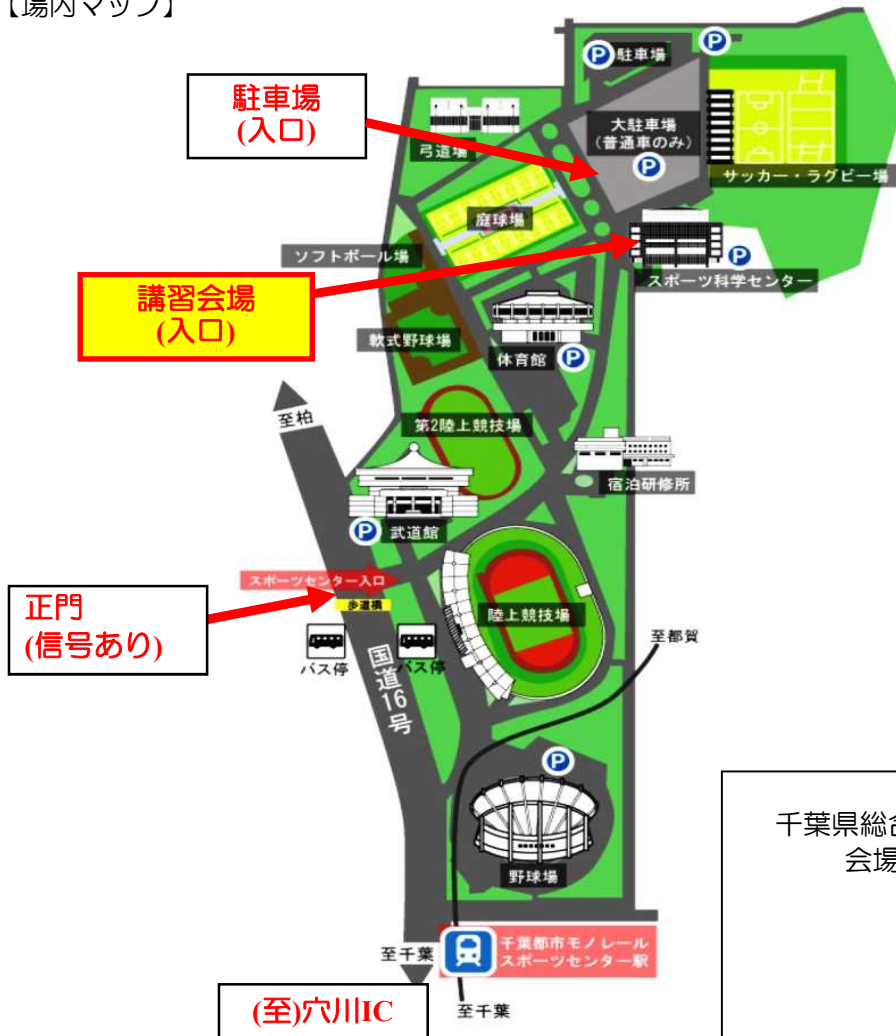 【場内マップ】
駐車場
大駐車場
(普通車のみ)
サッカー・ラグビー場
駐車場
(入口)
弓道場
庭球場
ソフトボール場
スポーツ科学センター
講習会場
(入口)
軟式野球場
体育館
至柏
第2陸上競技場
宿泊研修所
武道館
スポーツセンター入口
歩道橋
正門
(信号あり)
バス停
バス停
国道16号
陸上競技場
至都賀
野球場
千葉県総合
会場
至千葉
千葉都市モノレール
スポーツセンター駅
(至)穴川IC
至千葉
P
P
P
P
P
P
P